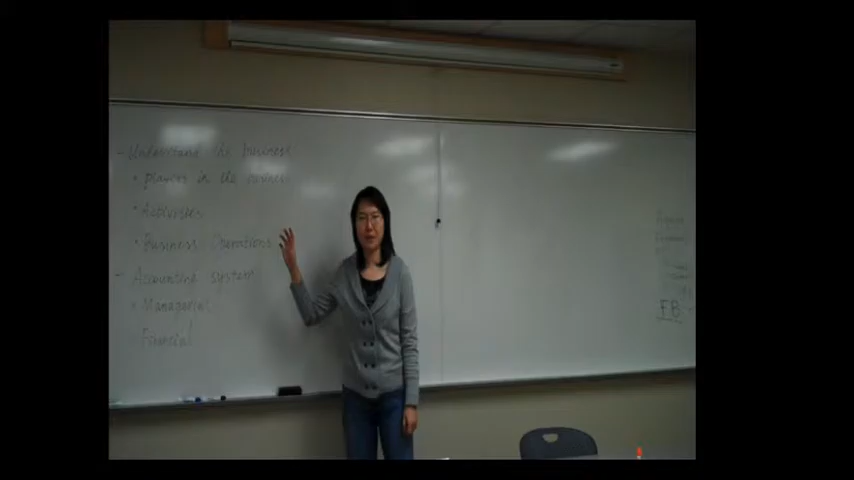 - Understand the business
• players in the business
• Activities
• Business Operations
- Accounting system
• Managerial
Financial
FB